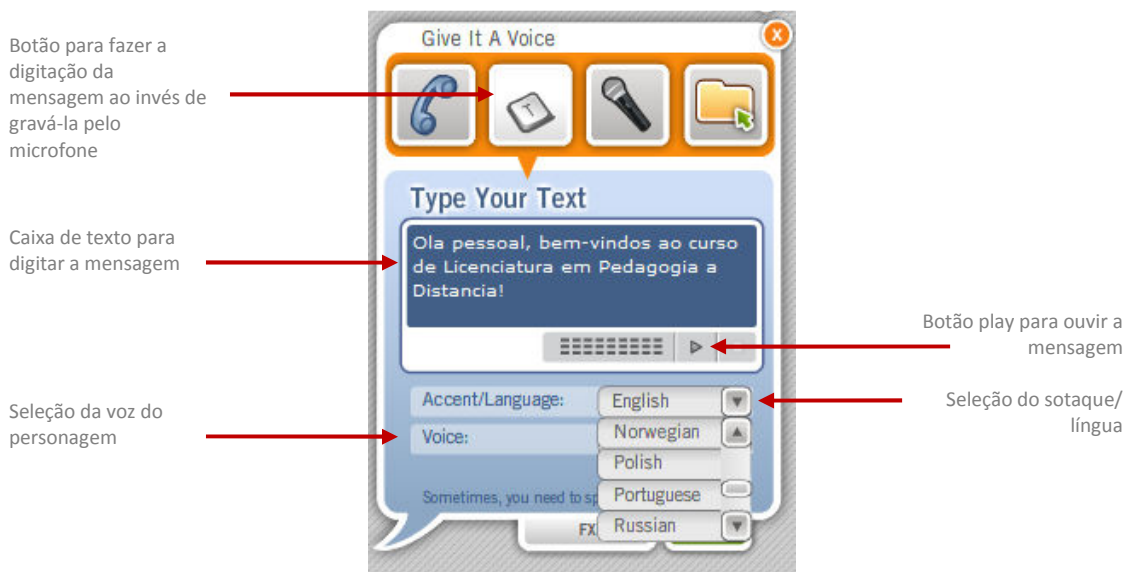 Botão para fazer a
digitação da
mensagem ao invés de
gravá-la pelo
microfone
Caixa de texto para
digitar a mensagem
Seleção da voz do
personagem
Give It A Voice
X
T
Type Your Text
Ola pessoal, bem-vindos ao curso
de Licenciatura em Pedagogia a
Distancia!
Accent/Language:
English
Voice:
Norwegian
Polish
Portuguese
Russian
Sometimes, you need to sp
FX
Botão play para ouvir a
mensagem
Seleção do sotaque/
língua